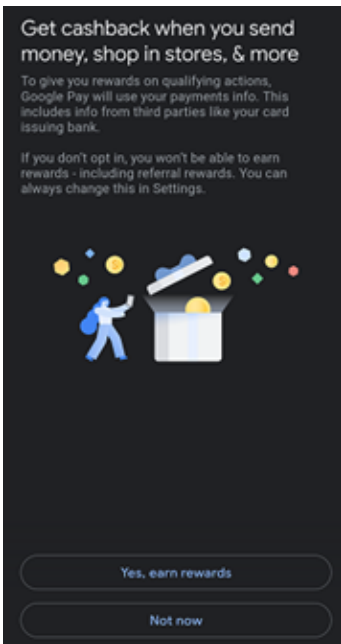 Get cashback when you send
money, shop in stores, & more
To give you rewards on qualifying actions,
Google Pay will use your payments info. This
includes info from third parties like your card
issuing bank.
If you don't opt in, you won't be able to earn
rewards - including referral rewards. You can
always change this in Settings.
Yes, earn rewards
Not now